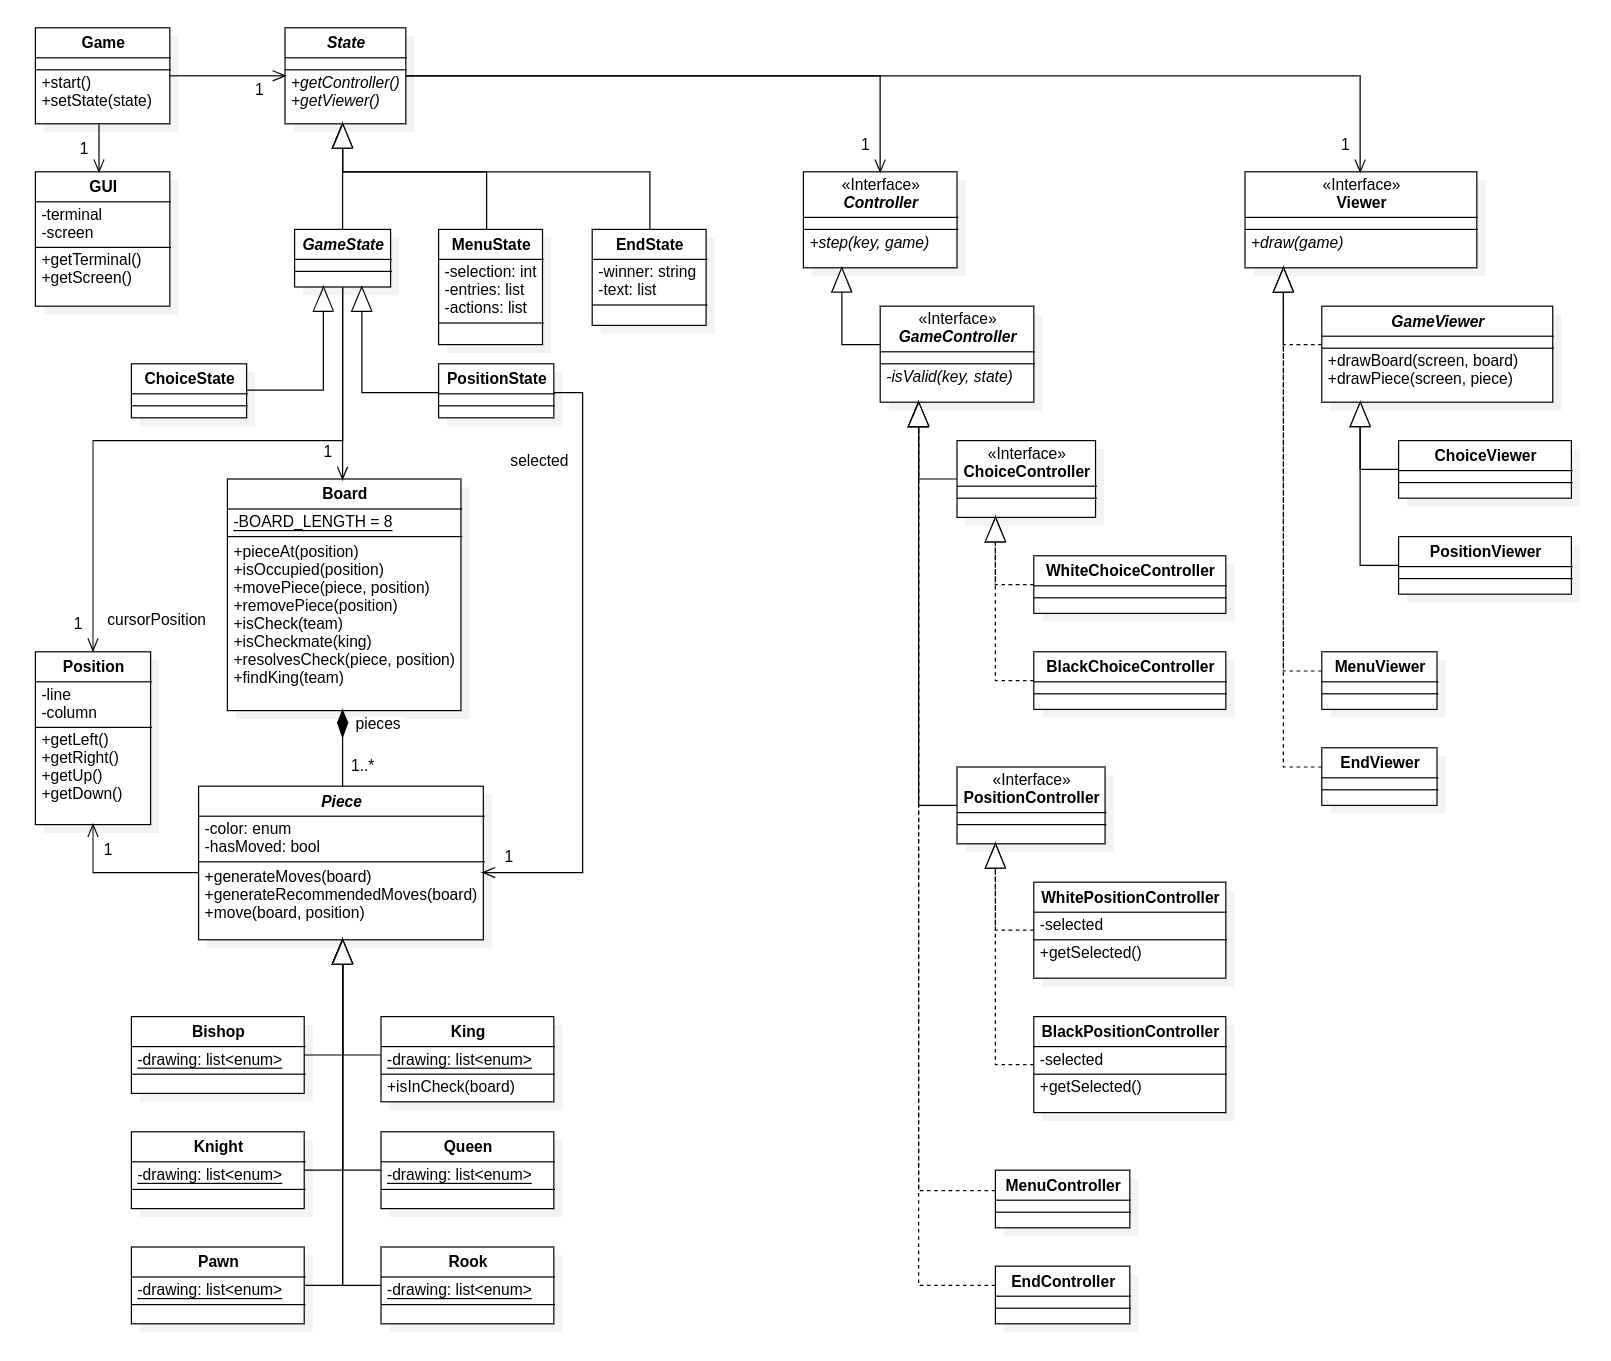 Game
+start()
+setState(state)
1
State
+getController()
+getViewer()
1
GUI
-terminal
-screen
+getTerminal()
+getScreen()
GameState
MenuState
-selection: int
-entries: list
-actions: list
EndState
-winner: string
-text: list
ChoiceState
PositionState
1
selected
Board
-BOARD_LENGTH = 8
+pieceAt(position)
+isOccupied(position)
+movePiece(piece, position)
+removePiece(position)
+isCheck(team)
+isCheckmate(king)
+resolvesCheck(piece, position)
+findKing(team)
1
cursorPosition
Position
-line
-column
+getLeft()
+getRight()
+getUp()
+getDown()
pieces
1..*
1
1
Piece
-color: enum
-hasMoved: bool
+generateMoves(board)
+generateRecommendedMoves(board)
+move(board, position)
Bishop
-drawing: list<enum>
King
-drawing: list<enum>
+isInCheck(board)
Knight
-drawing: list<enum>
Queen
-drawing: list<enum>
Pawn
-drawing: list<enum>
Rook
-drawing: list<enum>
1
«Interface»
Controller
+step(key, game)
«Interface»
GameController
-isValid(key, state)
«Interface»
ChoiceController
WhiteChoiceController
BlackChoiceController
«Interface»
PositionController
WhitePositionController
-selected
+getSelected()
BlackPositionController
-selected
+getSelected()
MenuController
EndController
1
«Interface»
Viewer
+draw(game)
GameViewer
+drawBoard(screen, board)
+drawPiece(screen, piece)
ChoiceViewer
PositionViewer
MenuViewer
EndViewer